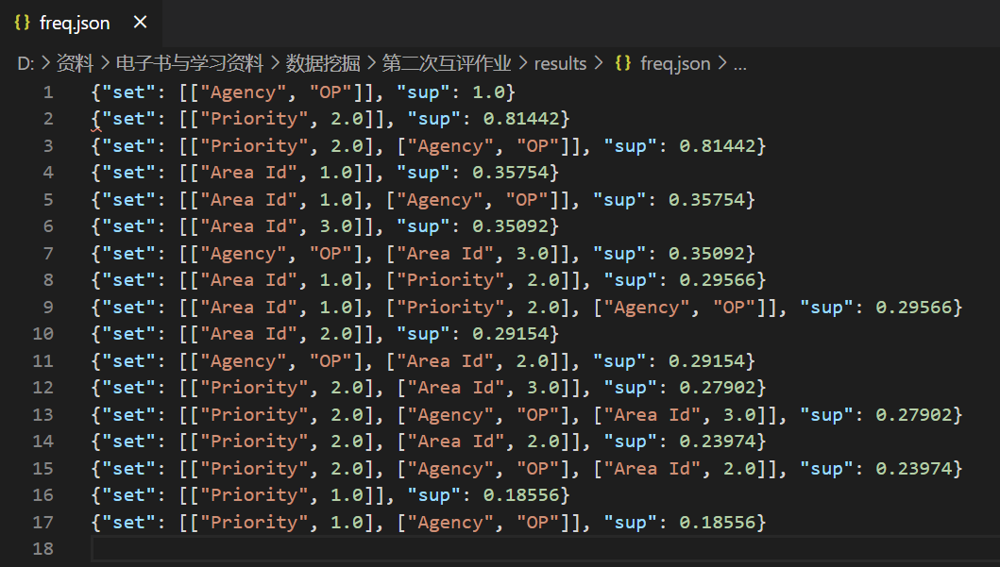 {} freq.json ×
D: > 资料 > 电子书与学习资料 > 数据挖掘 > 第二次互评作业 > results > {} freq.json > ...
1 {"set": [["Agency", "OP"]], "sup": 1.0}
2 {"set": [["Priority", 2.0]], "sup": 0.81442}
3 {"set": [["Priority", 2.0], ["Agency", "OP"]], "sup": 0.81442}
4 {"set": [["Area Id", 1.0]], "sup": 0.35754}
5 {"set": [["Area Id", 1.0], ["Agency", "OP"]], "sup": 0.35754}
6 {"set": [["Area Id", 3.0]], "sup": 0.35092}
7 {"set": [["Agency", "OP"], ["Area Id", 3.0]], "sup": 0.35092}
8 {"set": [["Area Id", 1.0], ["Priority", 2.0]], "sup": 0.29566}
9 {"set": [["Area Id", 1.0], ["Priority", 2.0], ["Agency", "OP"]], "sup": 0.29566}
10 {"set": [["Area Id", 2.0]], "sup": 0.29154}
11 {"set": [["Agency", "OP"], ["Area Id", 2.0]], "sup": 0.29154}
12 {"set": [["Priority", 2.0], ["Area Id", 3.0]], "sup": 0.27902}
13 {"set": [["Priority", 2.0], ["Agency", "OP"], ["Area Id", 3.0]], "sup": 0.27902}
14 {"set": [["Priority", 2.0], ["Area Id", 2.0]], "sup": 0.23974}
15 {"set": [["Priority", 2.0], ["Agency", "OP"], ["Area Id", 2.0]], "sup": 0.23974}
16 {"set": [["Priority", 1.0]], "sup": 0.18556}
17 {"set": [["Priority", 1.0], ["Agency", "OP"]], "sup": 0.18556}
18